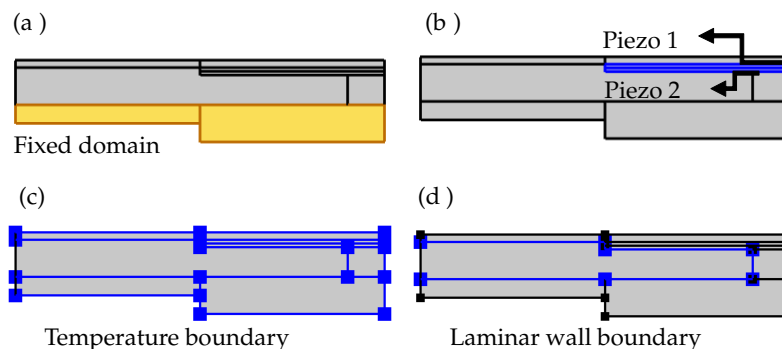 (a)
(b )
Piezo 1
Piezo 2
Fixed domain
(c)
(d )
Temperature boundary
Laminar wall boundary